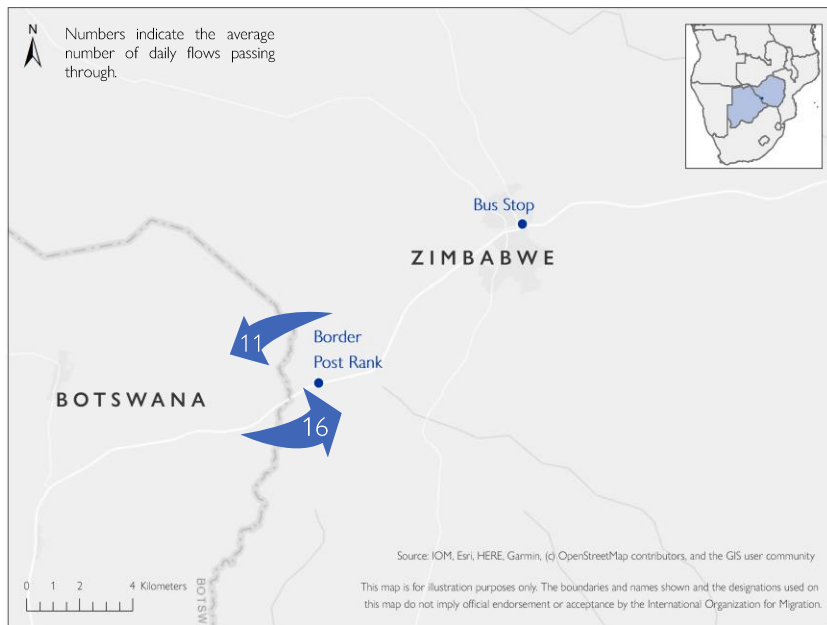 N
Numbers indicate the average
number of daily flows passing
through.
Bus Stop
ZIMBABWE
11
Border
Post Rank
BOTSWANA
16
Source: IOM, Esri, HERE, Garmin, (c) OpenStreetMap contributors, and the GIS user community
0 1 2 4 Kilometers
BOTSW
This map is for illustration purposes only. The boundaries and names shown and the designations used on
this map do not imply official endorsement or acceptance by the International Organization for Migration.